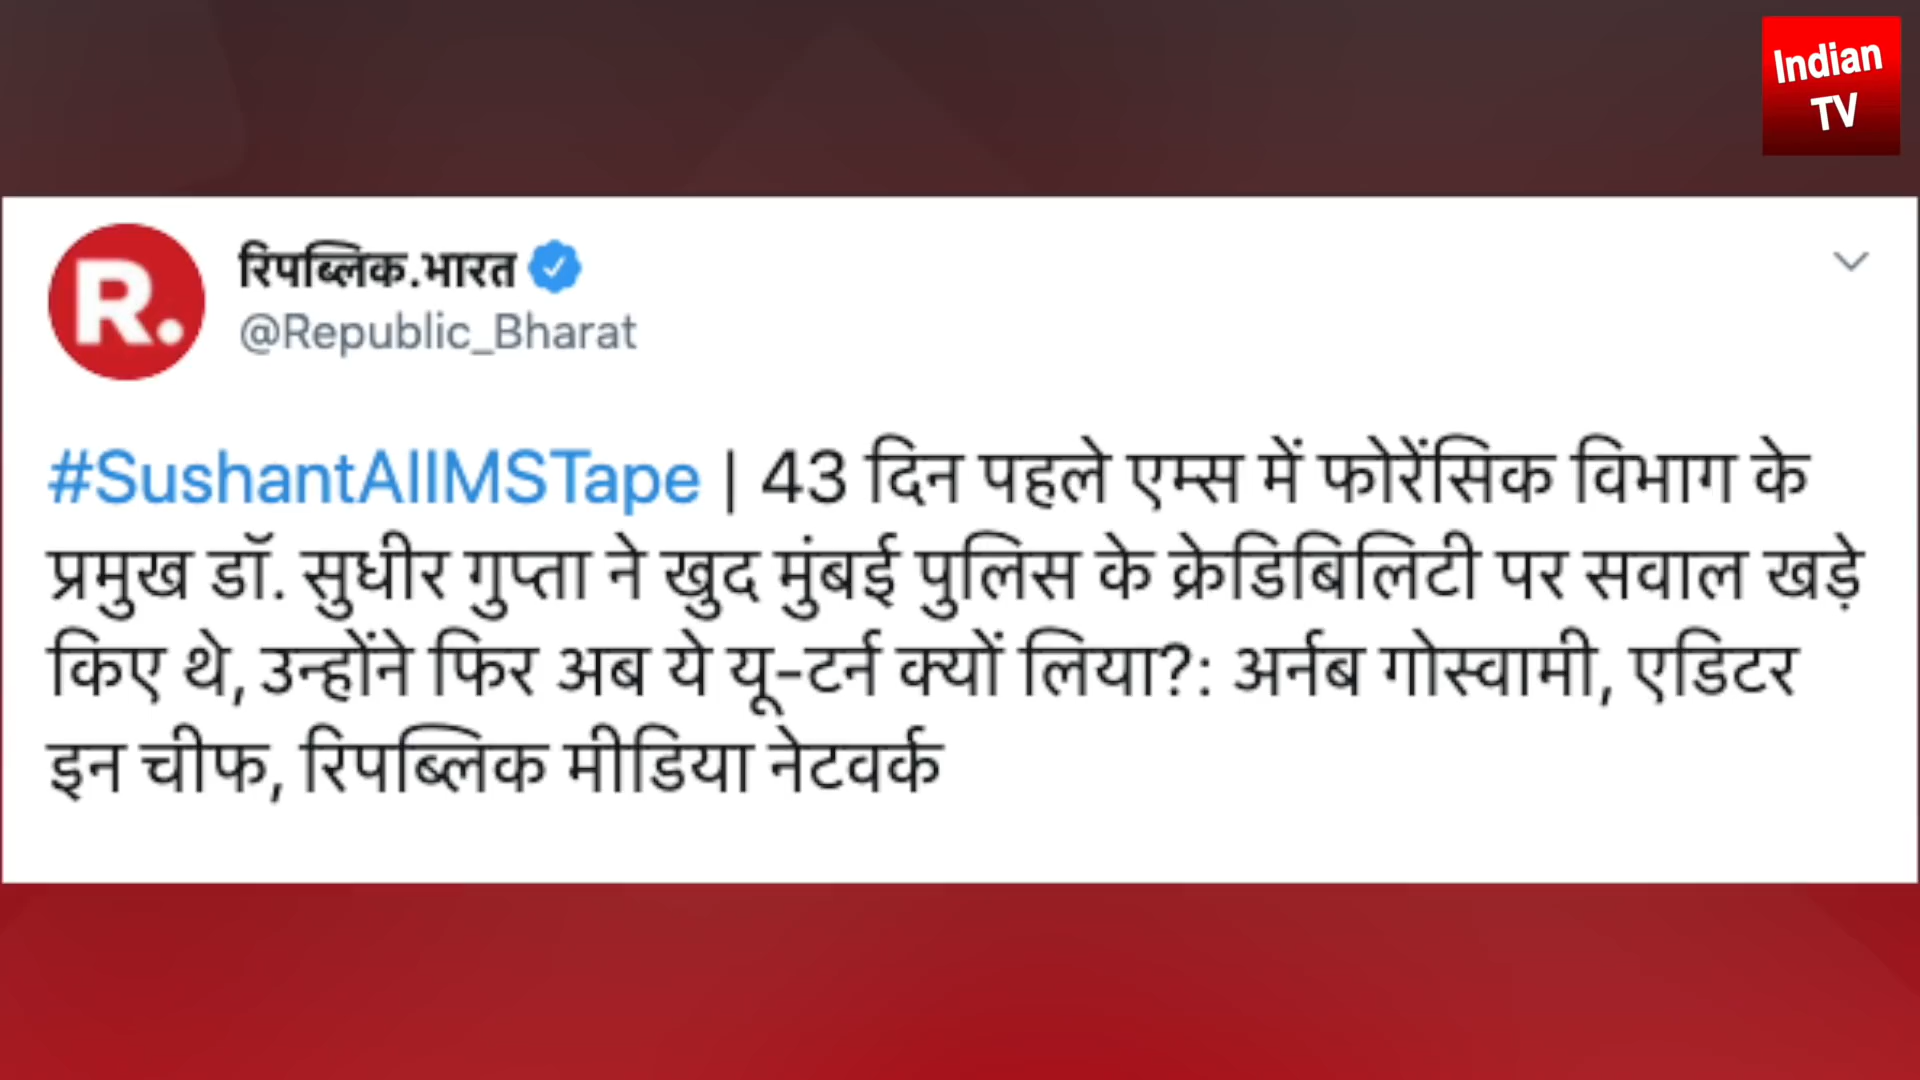 Indian
TV
रिपब्लिक.भारत
@Republic_Bharat
#SushantAIIMSTape | 43 दिन पहले एम्स में फोरेंसिक विभाग के
प्रमुख डॉ. सुधीर गुप्ता ने खुद मुंबई पुलिस के क्रेडिबिलिटी पर सवाल खड़े
किए थे, उन्होंने फिर अब ये यू-टर्न क्यों लिया?: अर्नब गोस्वामी, एडिटर
इन चीफ, रिपब्लिक मीडिया नेटवर्क
R.